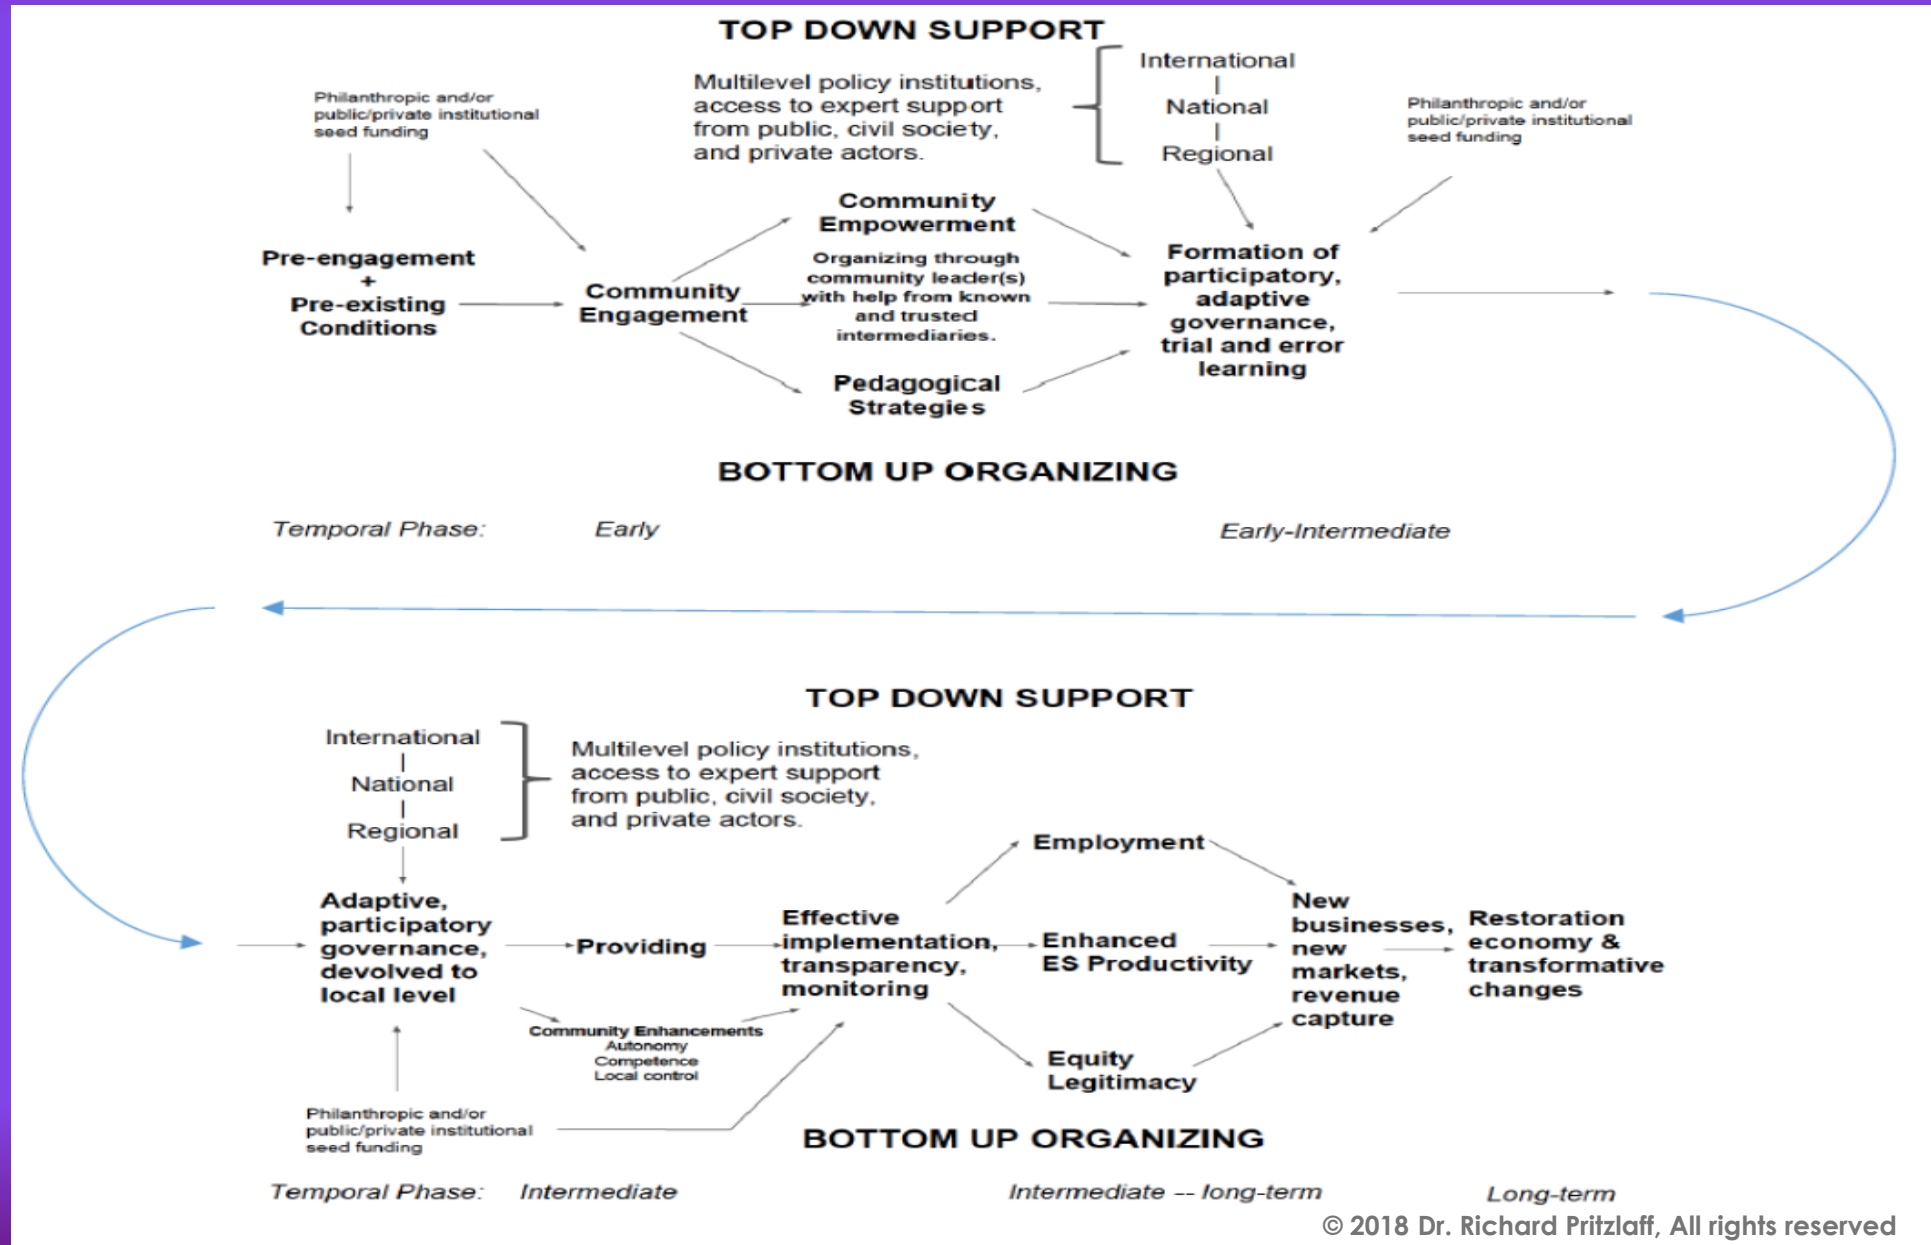 TOP DOWN SUPPORT
Philanthropic and/or
public/private institutional
seed funding
Multilevel policy institutions,
access to expert support
from public, civil society,
and private actors.
International
|
National
|
Regional
Philanthropic and/or
public/private institutional
seed funding
Pre-engagement
+
Pre-existing
Conditions
Community
Engagement
Community
Empowerment
Organizing through
community leader(s)
with help from known
and trusted
intermediaries.
Pedagogical
Strategies
Formation of
participatory,
adaptive
governance,
trial and error
learning
BOTTOM UP ORGANIZING
Temporal Phase:
Early
Early-Intermediate
TOP DOWN SUPPORT
International
|
National
|
Regional
Multilevel policy institutions,
access to expert support
from public, civil society,
and private actors.
Adaptive,
participatory
governance,
devolved to
local level
Providing
Community Enhancements
Autonomy
Competence
Local control
Effective
implementation,
transparency,
monitoring
Employment
Enhanced
ES Productivity
Equity
Legitimacy
New
businesses,
new
markets,
revenue
capture
Restoration
economy &
transformative
changes
Philanthropic and/or
public/private institutional
seed funding
BOTTOM UP ORGANIZING
Temporal Phase:
Intermediate
Intermediate -- long-term
Long-term
© 2018 Dr. Richard Pritzlaff, All rights reserved